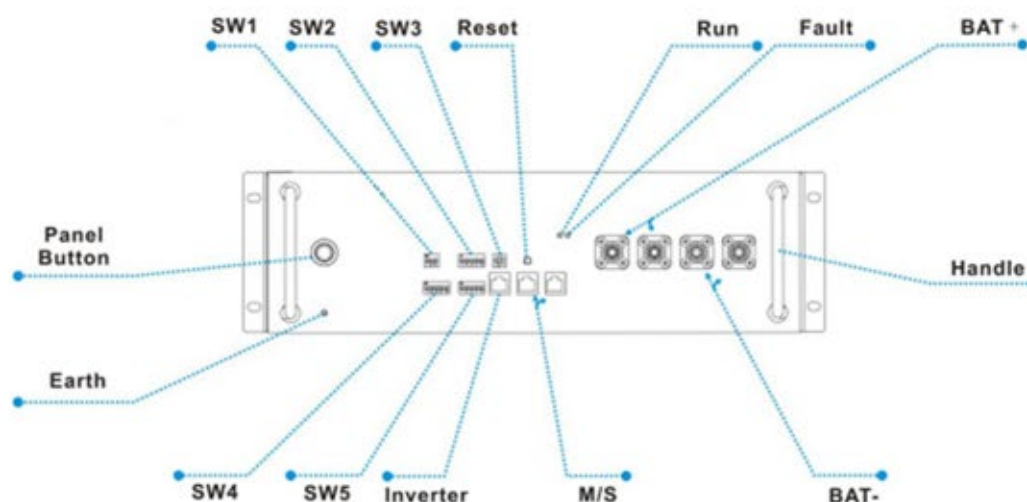 SW1
SW2
SW3
Reset
Run
Fault
BAT +
Panel
Button
Handle
Earth
SW4
SW5
Inverter
M/S
BAT-